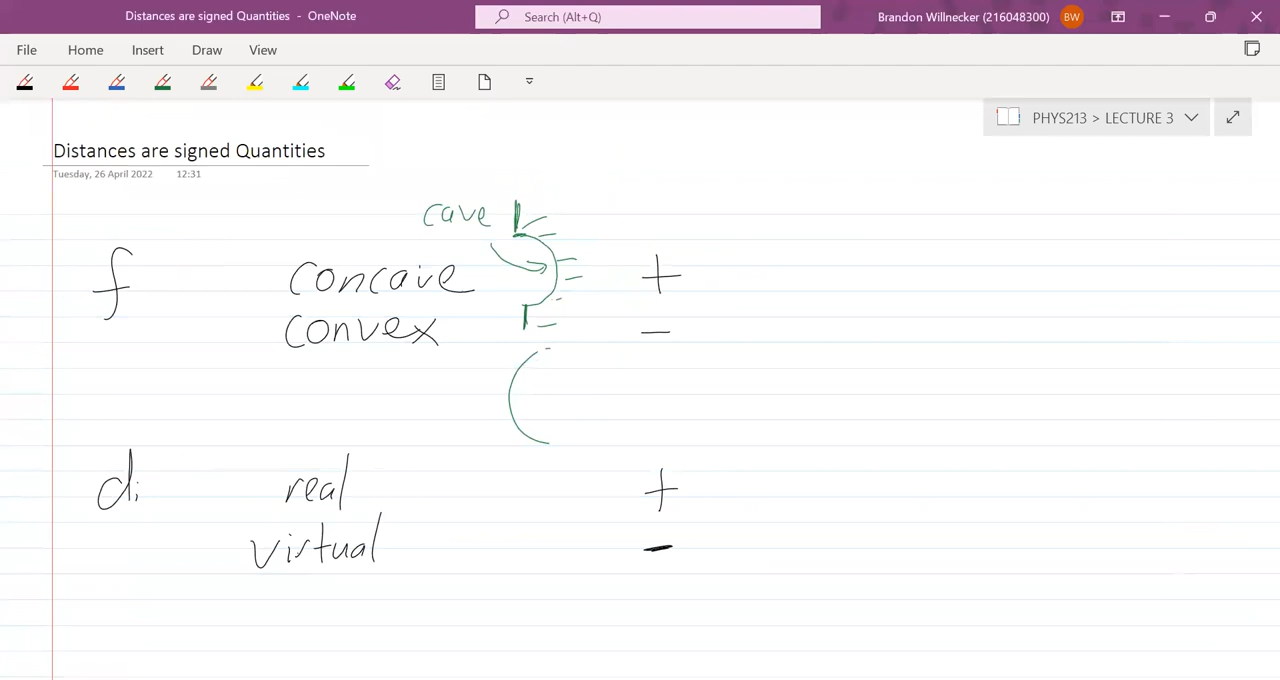 Distances are signed Quantities - OneNote
Search (Alt+Q)
Brandon Willnecker (216048300)
BW
File Home Insert Draw View
PHYS213 > LECTURE 3
Distances are signed Quantities
Tuesday, 26 April 2022 12:31
cave
f concave +
convex −
di real +
virtual -